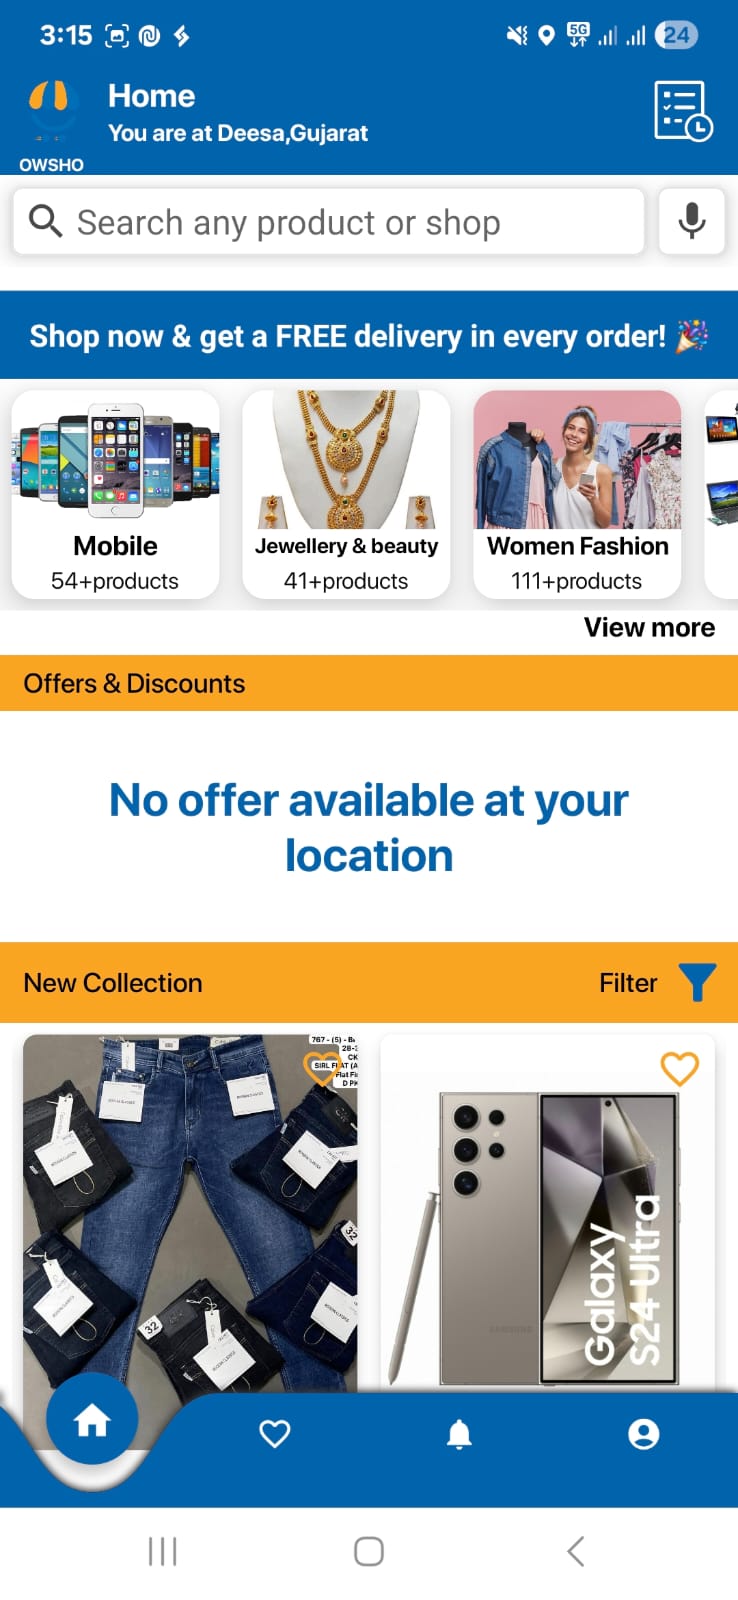 3:15
5G
24
Home
You are at Deesa,Gujarat
OWSHO
Search any product or shop
Shop now & get a FREE delivery in every order! 🎉
Mobile
54+products
Jewellery & beauty
41+products
Women Fashion
111+products
View more
Offers & Discounts
No offer available at your
location
New Collection
Filter
32
32
SAMSUNG
Galaxy
S24 Ultra